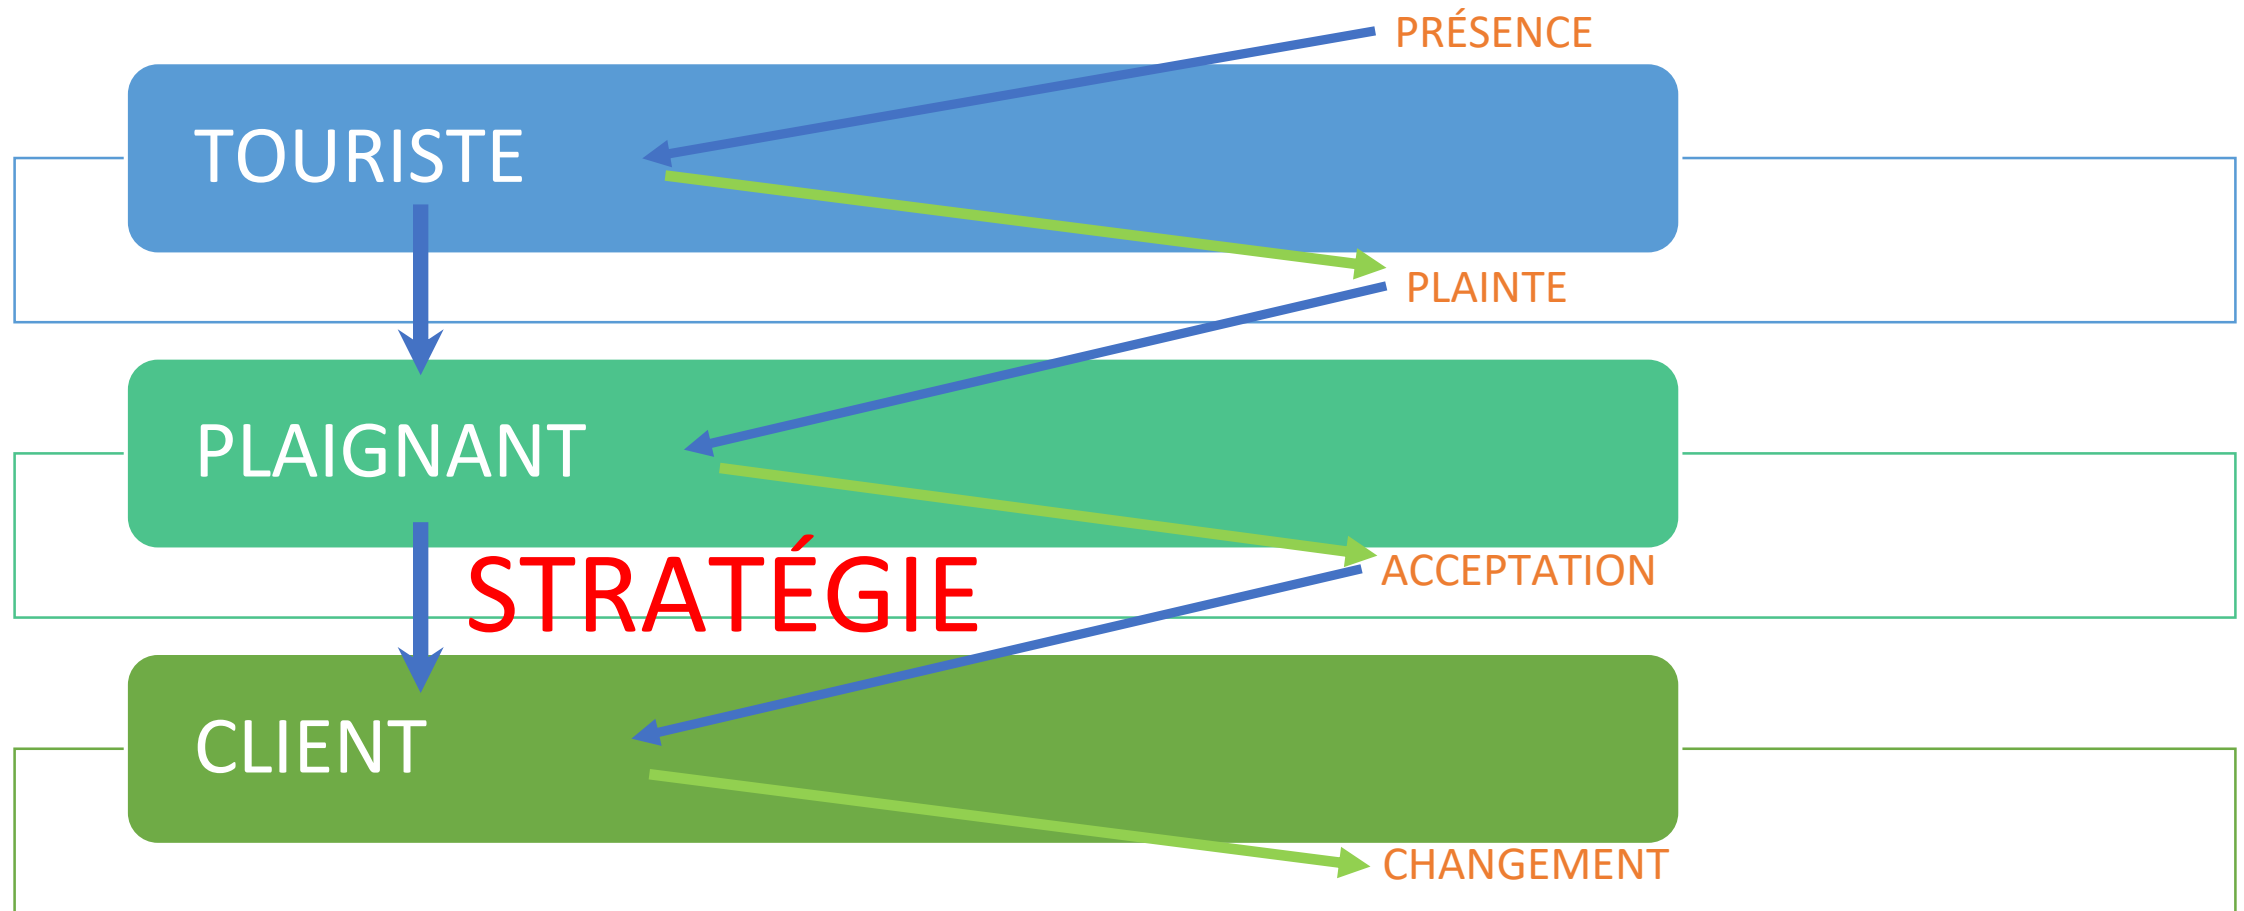 PRÉSENCE
TOURISTE
PLAINTE
PLAIGNANT
STRATÉGIE
ACCEPTATION
CLIENT
CHANGEMENT